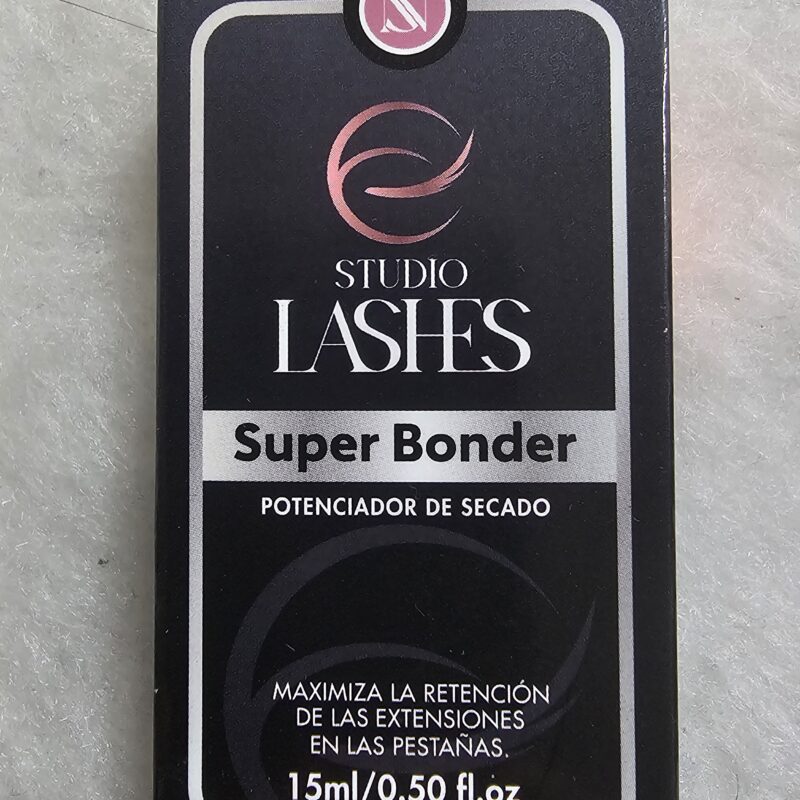 STUDIO
LASHES
Super Bonder
POTENCIADOR DE SECADO
MAXIMIZA LA RETENCIÓN
DE LAS EXTENSIONES
EN LAS PESTAÑAS.
15ml/0.50 fl.oz